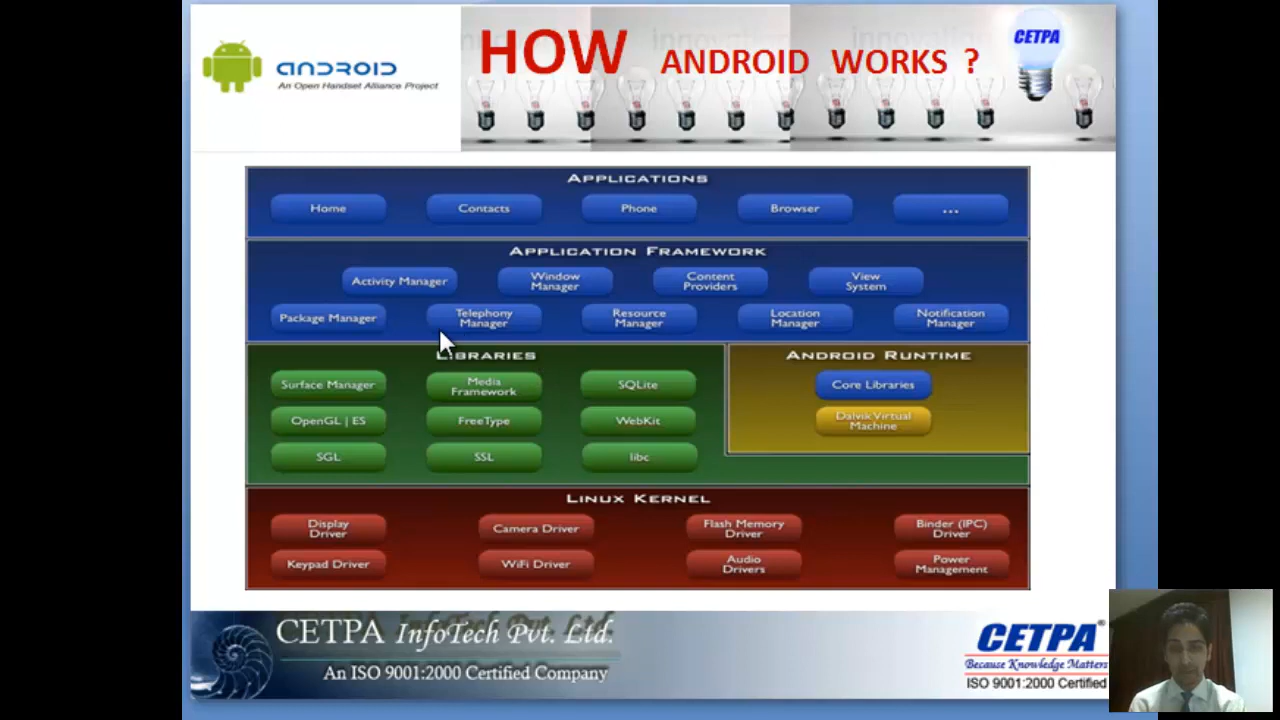 ANDROID
An Open Handset Alliance Project
HOW ANDROID WORKS ?
CETPA
APPLICATIONS
Home
Contacts
Phone
Browser
...
APPLICATION FRAMEWORK
Activity Manager
Window
Manager
Content
Providers
View
System
Package Manager
Telephony
Manager
Resource
Manager
Location
Manager
Notification
Manager
LIBRARIES
Surface Manager
Media
Framework
SQLite
OpenGL | ES
FreeType
WebKit
SGL
SSL
libc
ANDROID RUNTIME
Core Libraries
Dalvik Virtual
Machine
LINUX KERNEL
Display
Driver
Camera Driver
Flash Memory
Driver
Binder (IPC)
Driver
Keypad Driver
WiFi Driver
Audio
Drivers
Power
Management
CETPA InfoTech Pvt. Ltd.
An ISO 9001:2000 Certified Company
CETPA®
Because Knowledge Matters
ISO 9001:2000 Certified